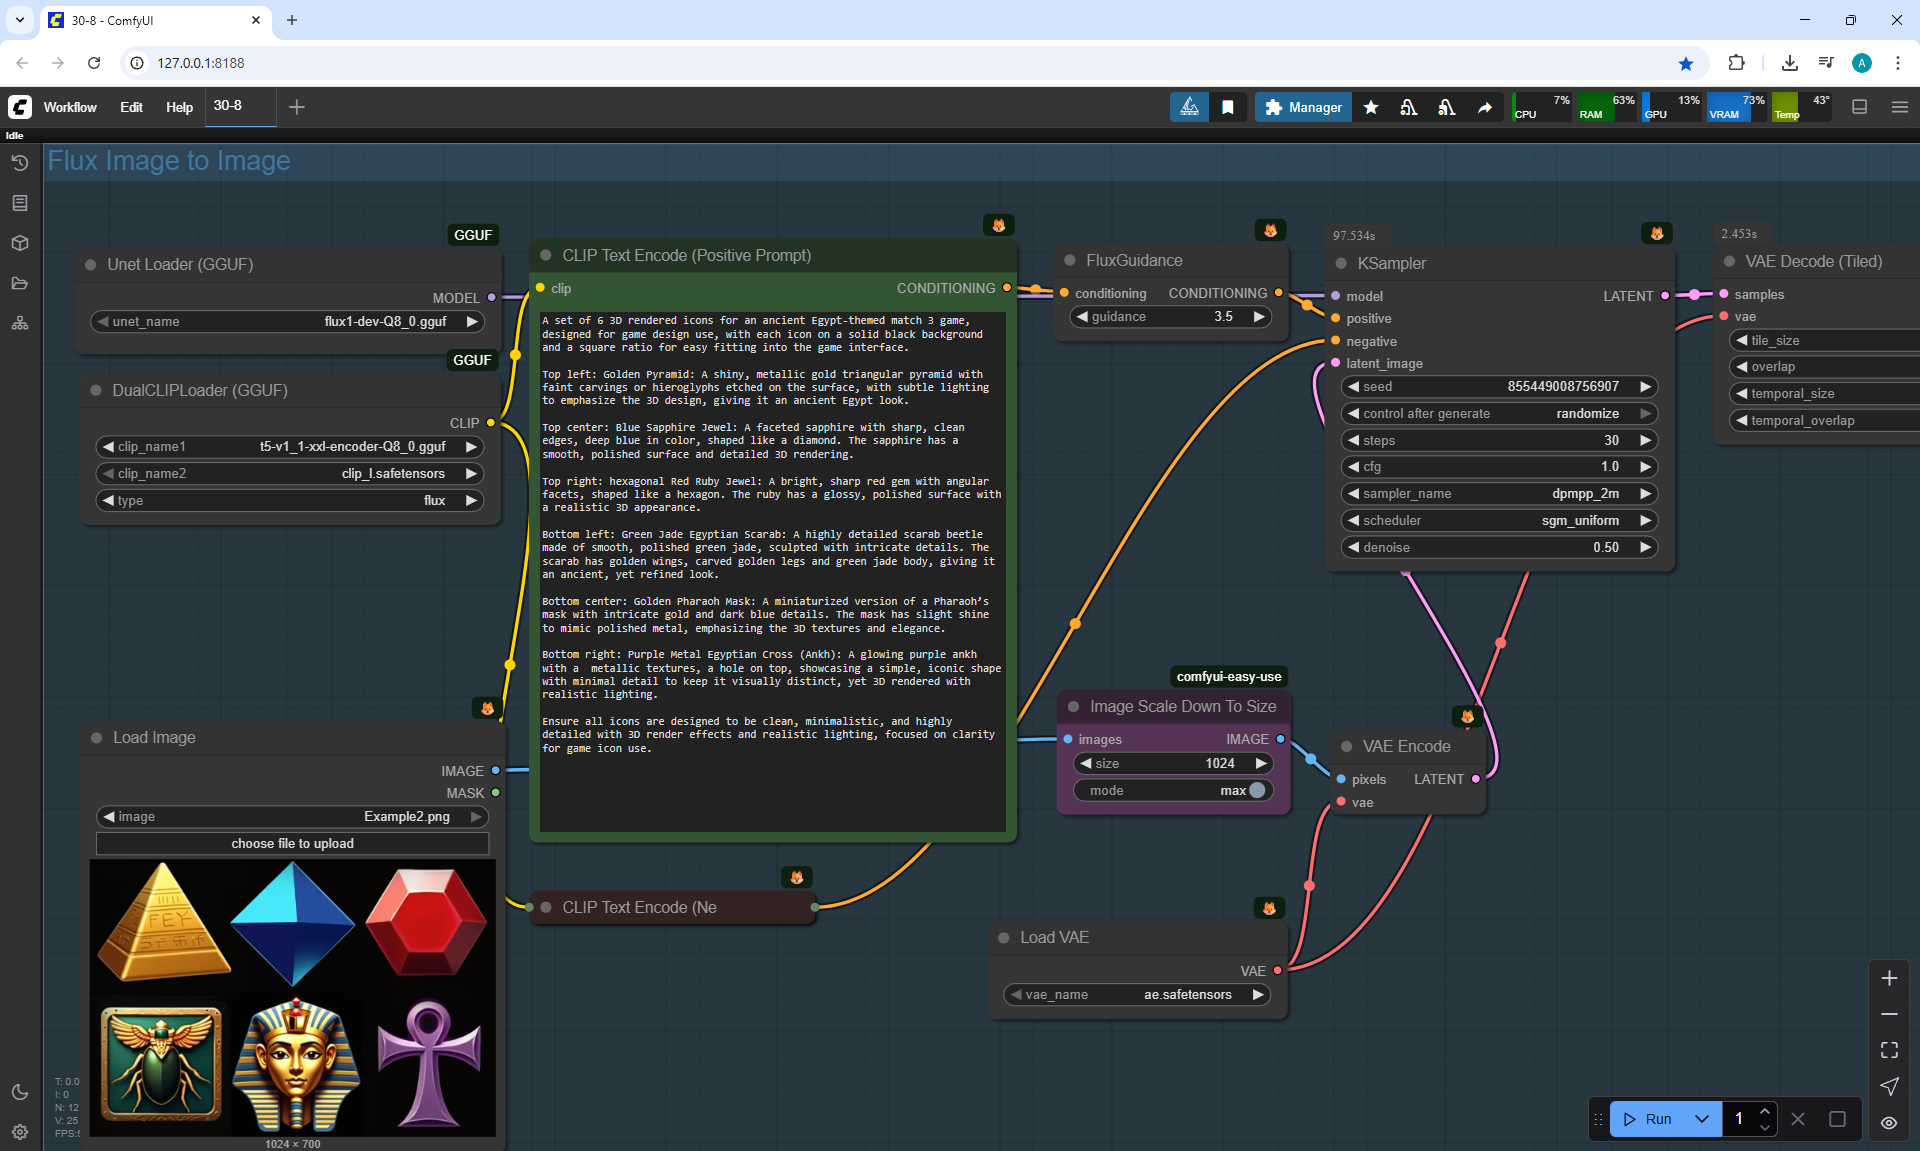 30-8 - ComfyUI
127.0.0.1:8188
A
Workflow
Edit
Help
30-8
Manager
7%
CPU
63%
RAM
13%
GPU
73%
VRAM
43°
Temp
Idle
Flux Image to Image
GGUF
Unet Loader (GGUF)
MODEL
unet_name
flux1-dev-Q8_0.gguf
GGUF
DualCLIPLoader (GGUF)
CLIP
clip_name1
t5-v1_1-xxl-encoder-Q8_0.gguf
clip_name2
clip_l.safetensors
type
flux
CLIP Text Encode (Positive Prompt)
clip
CONDITIONING
A set of 6 3D rendered icons for an ancient Egypt-themed match 3 game,
designed for game design use, with each icon on a solid black background
and a square ratio for easy fitting into the game interface.
Top left: Golden Pyramid: A shiny, metallic gold triangular pyramid with
faint carvings or hieroglyphs etched on the surface, with subtle lighting
to emphasize the 3D design, giving it an ancient Egypt look.
Top center: Blue Sapphire Jewel: A faceted sapphire with sharp, clean
edges, deep blue in color, shaped like a diamond. The sapphire has a
smooth, polished surface and detailed 3D rendering.
Top right: hexagonal Red Ruby Jewel: A bright, sharp red gem with angular
facets, shaped like a hexagon. The ruby has a glossy, polished surface with
a realistic 3D appearance.
Bottom left: Green Jade Egyptian Scarab: A highly detailed scarab beetle
made of smooth, polished green jade, sculpted with intricate details. The
scarab has golden wings, carved golden legs and green jade body, giving it
an ancient, yet refined look.
Bottom center: Golden Pharaoh Mask: A miniaturized version of a Pharaoh's
mask with intricate gold and dark blue details. The mask has slight shine
to mimic polished metal, emphasizing the 3D textures and elegance.
Bottom right: Purple Metal Egyptian Cross (Ankh): A glowing purple ankh
with a  metallic textures, a hole on top, showcasing a simple, iconic shape
with minimal detail to keep it visually distinct, yet 3D rendered with
realistic lighting.
Ensure all icons are designed to be clean, minimalistic, and highly
detailed with 3D render effects and realistic lighting, focused on clarity
for game icon use.
FluxGuidance
conditioning
CONDITIONING
guidance
3.5
97.534s
KSampler
model
LATENT
positive
negative
latent_image
seed
855449008756907
control after generate
randomize
steps
30
cfg
1.0
sampler_name
dpmpp_2m
scheduler
sgm_uniform
denoise
0.50
2.453s
VAE Decode (Tiled)
samples
vae
tile_size
overlap
temporal_size
temporal_overlap
Load Image
IMAGE
MASK
image
Example2.png
choose file to upload
FEY
1024 × 700
CLIP Text Encode (Ne
comfyui-easy-use
Image Scale Down To Size
images
IMAGE
size
1024
mode
max
VAE Encode
pixels
LATENT
vae
Load VAE
VAE
vae_name
ae.safetensors
T: 0.0
I: 0
N: 12
V: 25
FPS:
Run
1